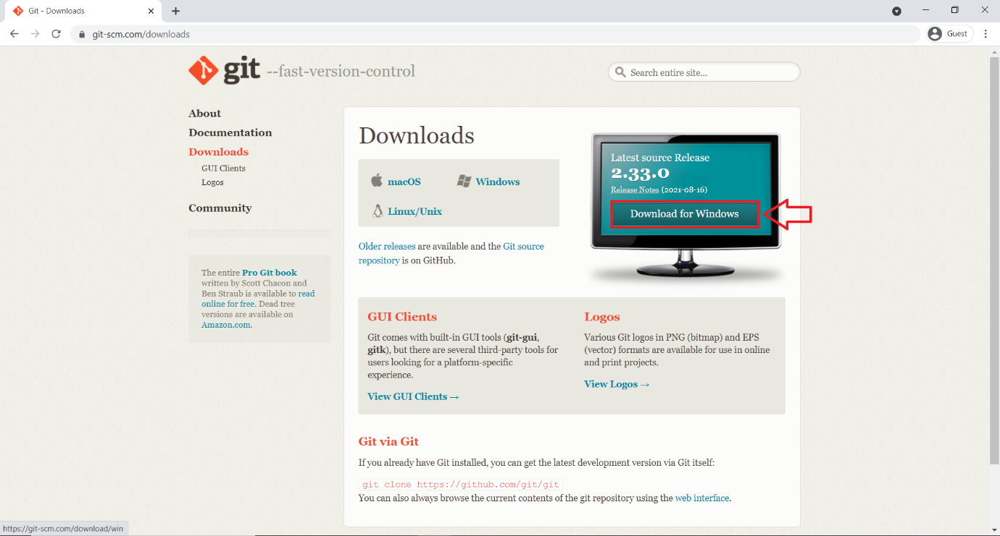 Git - Downloads
git-scm.com/downloads
Guest
git --fast-version-control
Search entire site...
About
Documentation
Downloads
GUI Clients
Logos
Community
The entire Pro Git book
written by Scott Chacon and
Ben Straub is available to read
online for free. Dead tree
versions are available on
Amazon.com.
Downloads
macOS
Windows
Linux/Unix
Older releases are available and the Git source
repository is on GitHub.
Latest source Release
2.33.0
Release Notes (2021-08-16)
Download for Windows
GUI Clients
Git comes with built-in GUI tools (git-gui,
gitk), but there are several third-party tools for
users looking for a platform-specific
experience.
View GUI Clients →
Logos
Various Git logos in PNG (bitmap) and EPS
(vector) formats are available for use in online
and print projects.
View Logos →
Git via Git
If you already have Git installed, you can get the latest development version via Git itself:
git clone https://github.com/git/git
You can also always browse the current contents of the git repository using the web interface.
https://git-scm.com/download/win